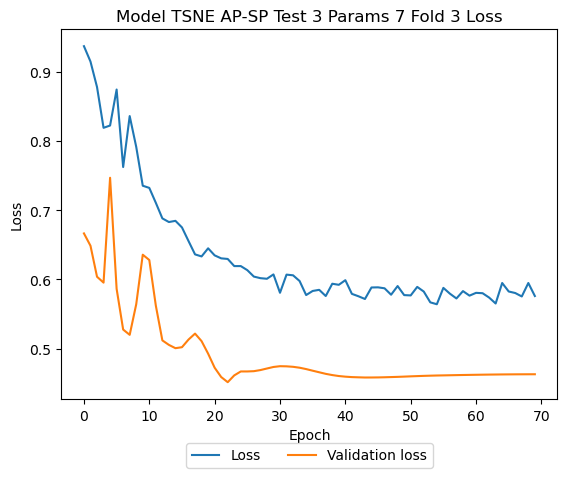 Model TSNE AP-SP Test 3 Params 7 Fold 3 Loss
0.9
0.8
0.7
0.6
0.5
Loss
0 10 20 30 40 50 60 70
Epoch
Loss Validation loss